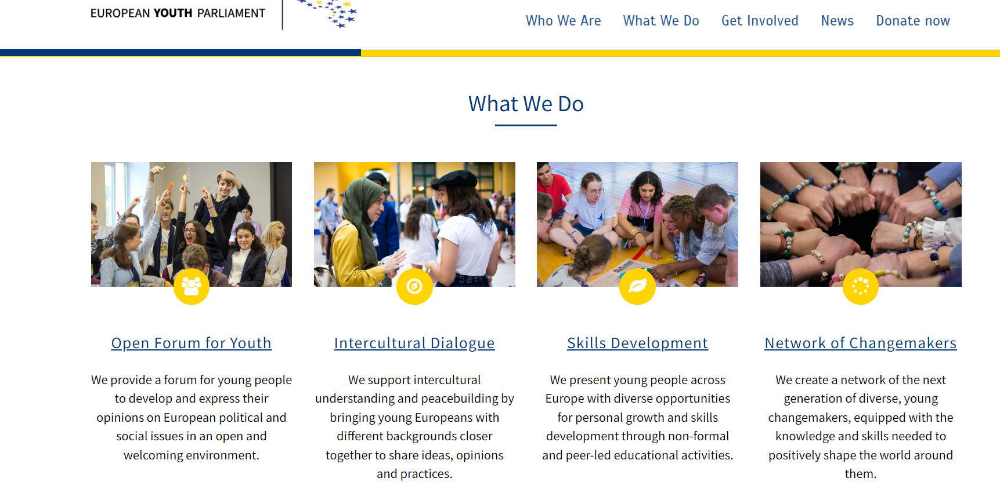 EUROPEAN YOUTH PARLIAMENT
Who We Are
What We Do
Get Involved
News
Donate now
What We Do
Open Forum for Youth
We provide a forum for young people
to develop and express their
opinions on European political and
social issues in an open and
welcoming environment.
Intercultural Dialogue
We support intercultural
understanding and peacebuilding by
bringing young Europeans with
different backgrounds closer
together to share ideas, opinions
and practices.
Skills Development
We present young people across
Europe with diverse opportunities
for personal growth and skills
development through non-formal
and peer-led educational activities.
Network of Changemakers
We create a network of the next
generation of diverse, young
changemakers, equipped with the
knowledge and skills needed to
positively shape the world around
them.